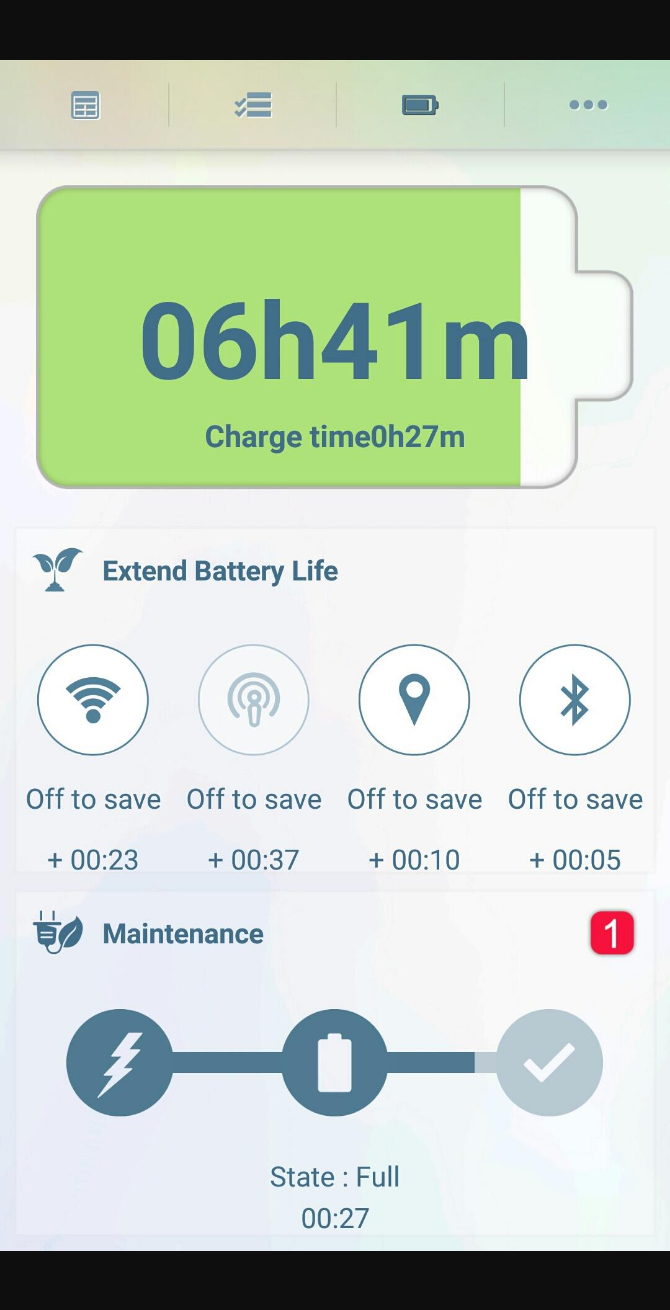 06h41m
Charge time0h27m
Extend Battery Life
Off to save Off to save Off to save Off to save
+ 00:23 + 00:37 + 00:10 + 00:05
Maintenance 1
State : Full
00:27